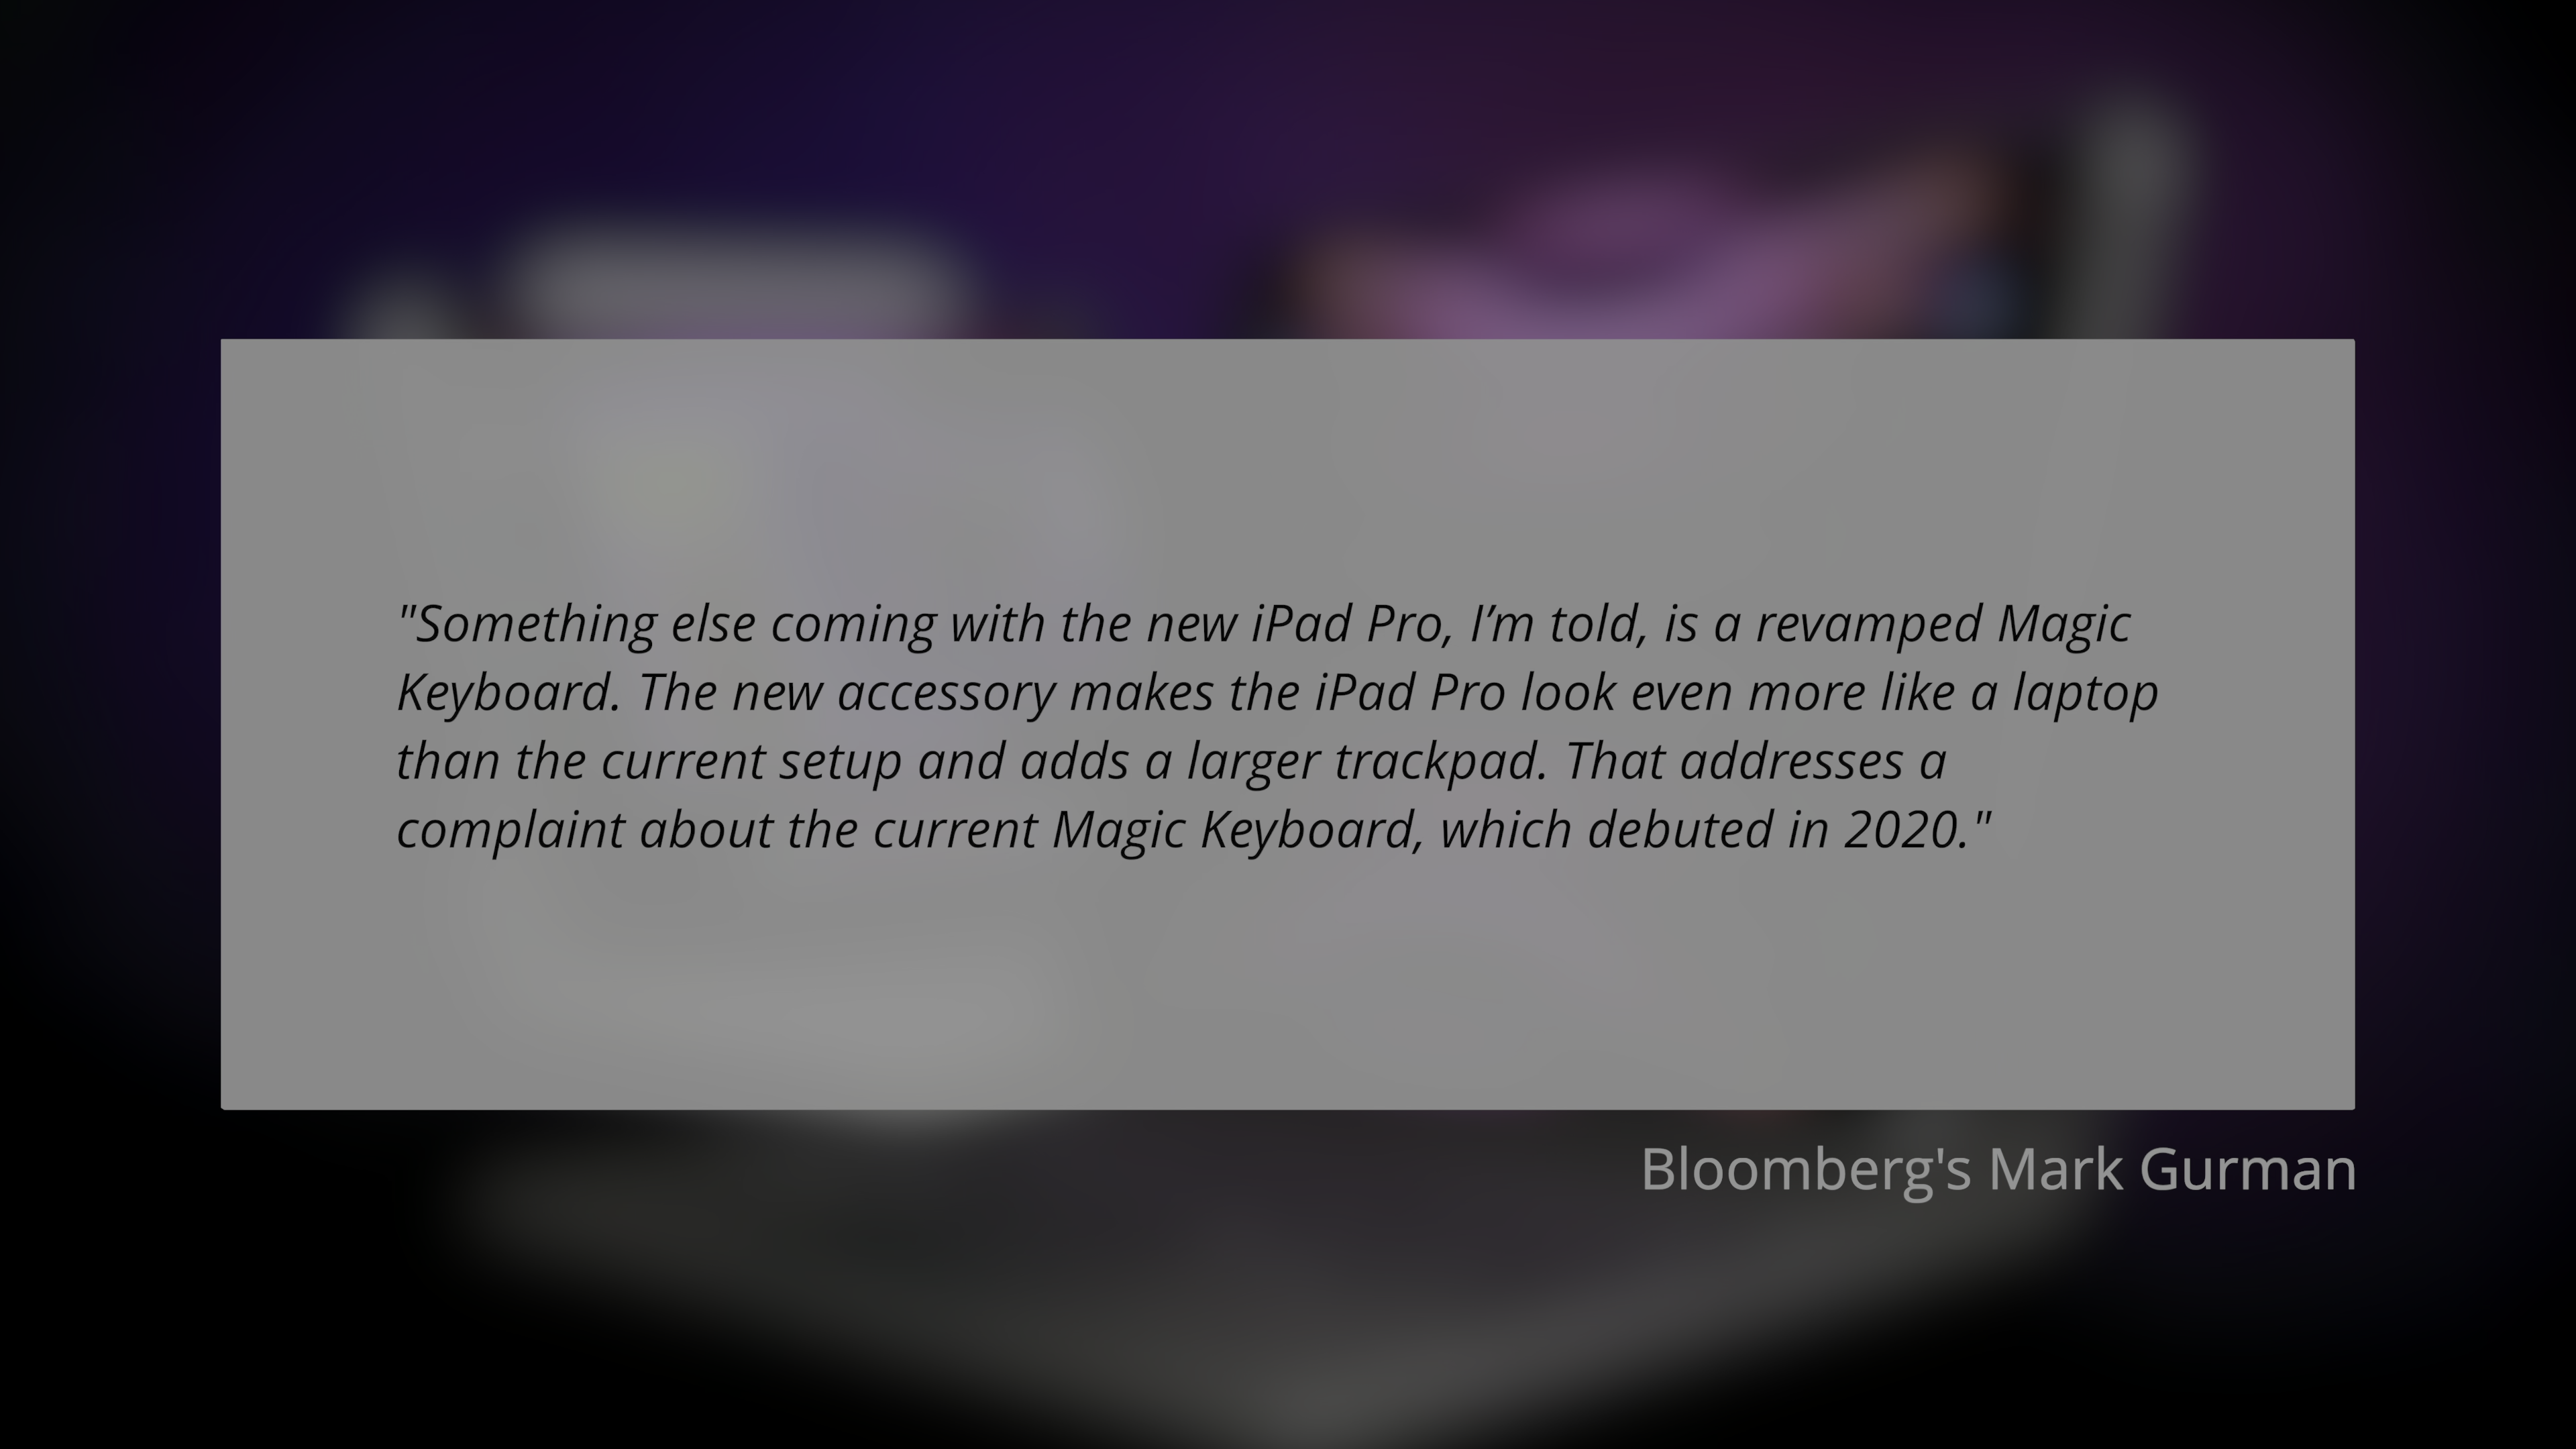 "Something else coming with the new iPad Pro, I’m told, is a revamped Magic
Keyboard. The new accessory makes the iPad Pro look even more like a laptop
than the current setup and adds a larger trackpad. That addresses a
complaint about the current Magic Keyboard, which debuted in 2020."
Bloomberg's Mark Gurman